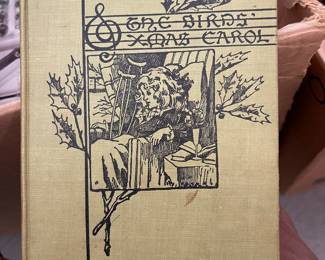 THE BIRDS'
XMAS CAROL